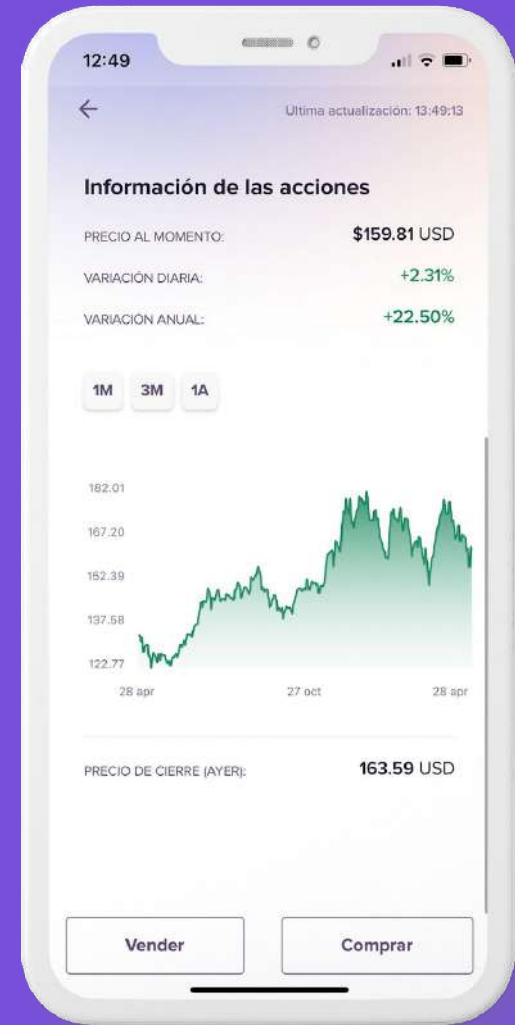 12:49
Ultima actualización: 13:49:13
Información de las acciones
PRECIO AL MOMENTO: $159.81 USD
VARIACIÓN DIARIA: +2.31%
VARIACIÓN ANUAL: +22.50%
1M 3M 1A
182.01
167.20
152.39
137.58
122.77
28 apr 27 oct 28 apr
PRECIO DE CIERRE (AYER): 163.59 USD
Vender Comprar